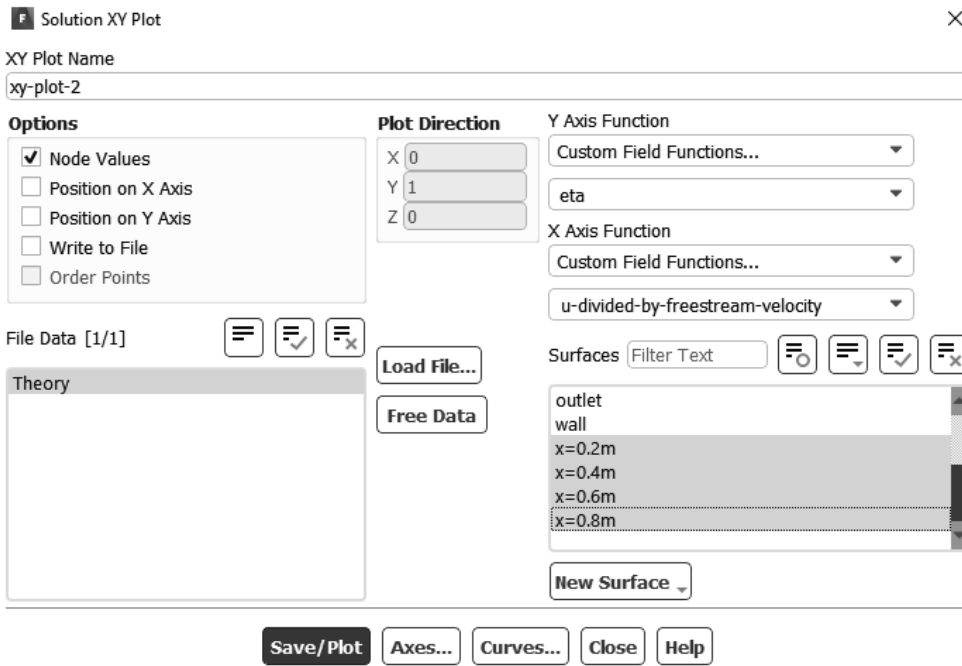 F Solution XY Plot
XY Plot Name
xy-plot-2
Options
Node Values
Position on X Axis
Position on Y Axis
Write to File
Order Points
Plot Direction
X 0
Y 1
Z 0
Y Axis Function
Custom Field Functions...
eta
X Axis Function
Custom Field Functions...
u-divided-by-freestream-velocity
File Data [1/1]
Theory
Load File...
Free Data
Surfaces Filter Text
outlet
wall
x=0.2m
x=0.4m
x=0.6m
x=0.8m
New Surface
Save/Plot Axes... Curves... Close Help